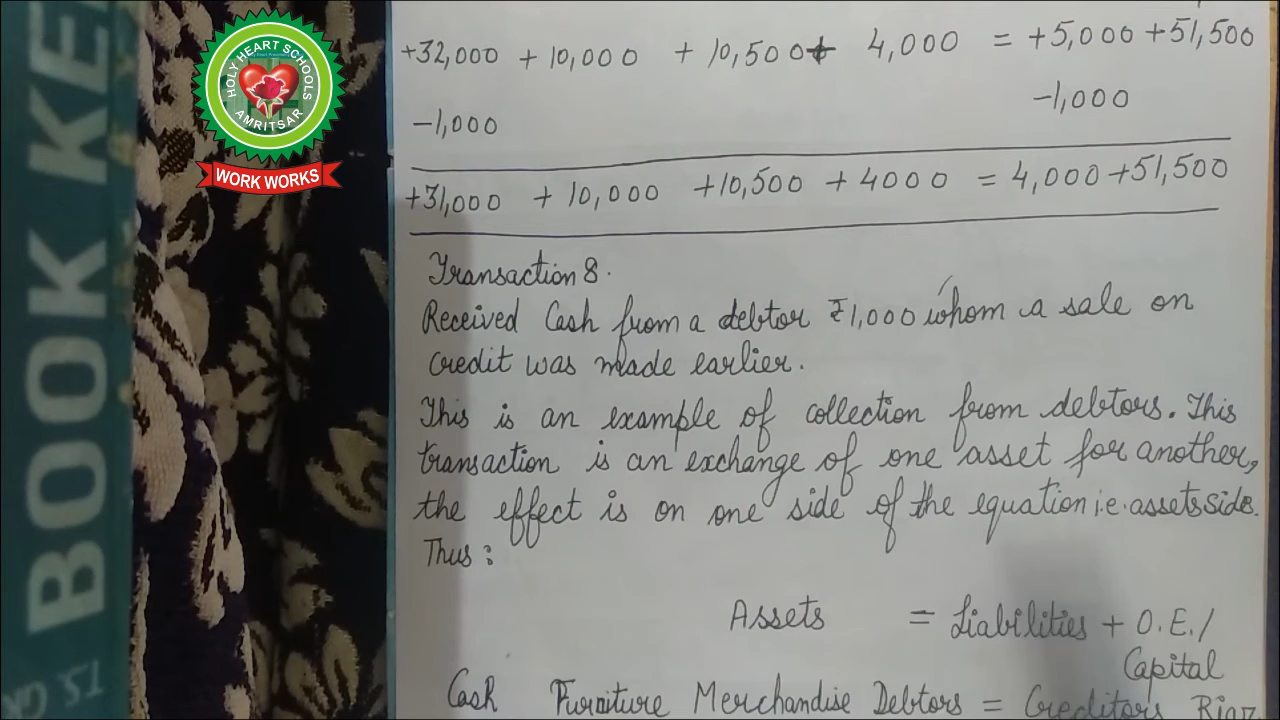 BOOK KE
HOLY HEART SCHOOLS
AMRITSAR
WORK WORKS
+32,000 + 10,000 + 10,500 + 4,000 = +5,000 +51,500
-1,000 -1,000
+31,000 + 10,000 +10,500 + 4000 = 4,000 +51,500
Transaction 8.
Received Cash from a debtor ₹1,000 whom a sale on
credit was made earlier.
This is an example of collection from debtors. This
transaction is an exchange of one asset for another,
the effect is on one side of the equation i.e. assets side.
Thus :
Assets = Liabilities + O.E./
Capital
Cash Furniture Merchandise Debtors = Creditors